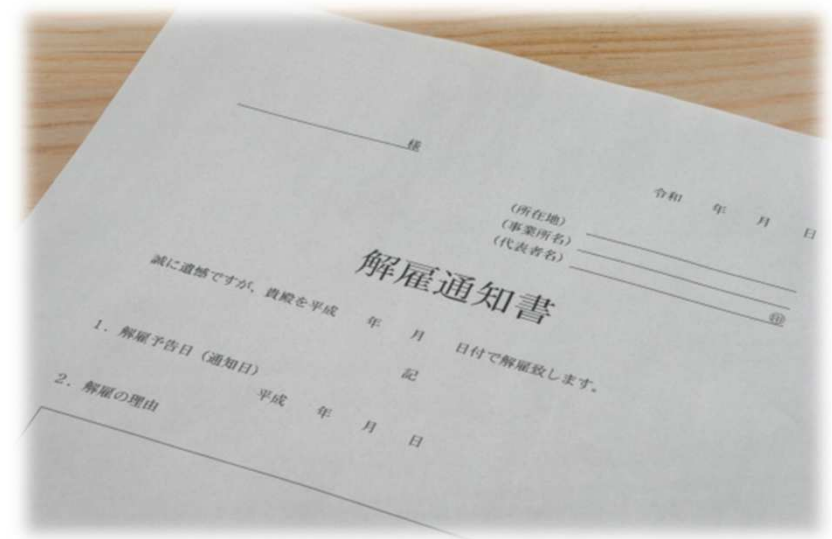 様
令和　年　月　日
(所在地)
(事業所名)
(代表者名)　㊞
解雇通知書
誠に遺憾ですが、貴殿を平成　年　月　日付で解雇致します。
記
1. 解雇予告日（通知日）　平成　年　月　日
2. 解雇の理由